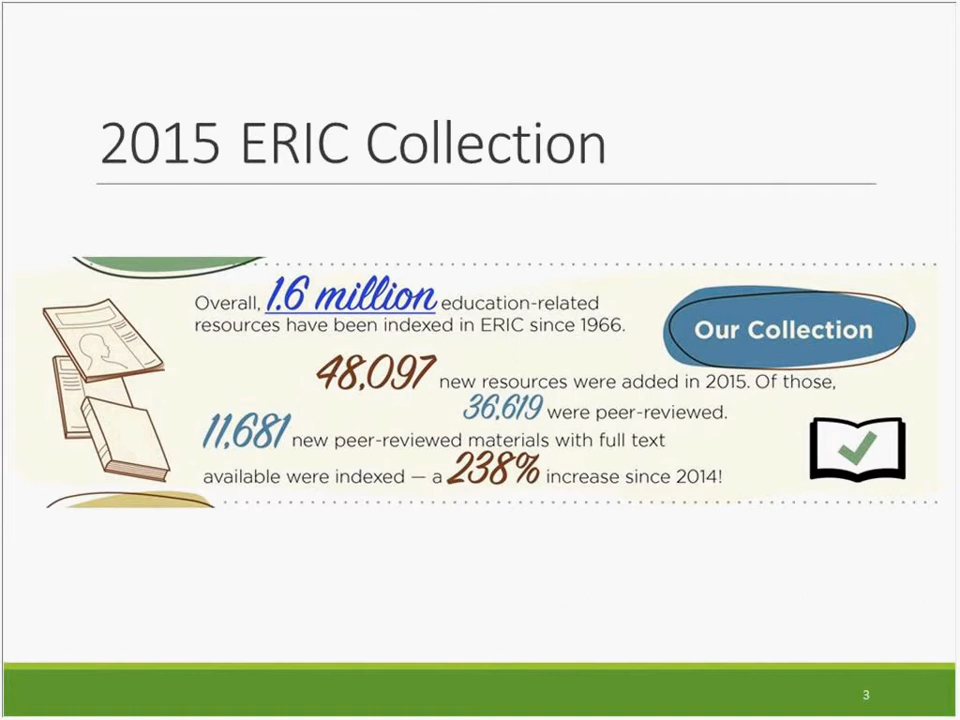 2015 ERIC Collection
Overall, 1.6 million education-related
resources have been indexed in ERIC since 1966.
Our Collection
48,097 new resources were added in 2015. Of those,
36,619 were peer-reviewed.
11,681 new peer-reviewed materials with full text
available were indexed — a 238% increase since 2014!
3